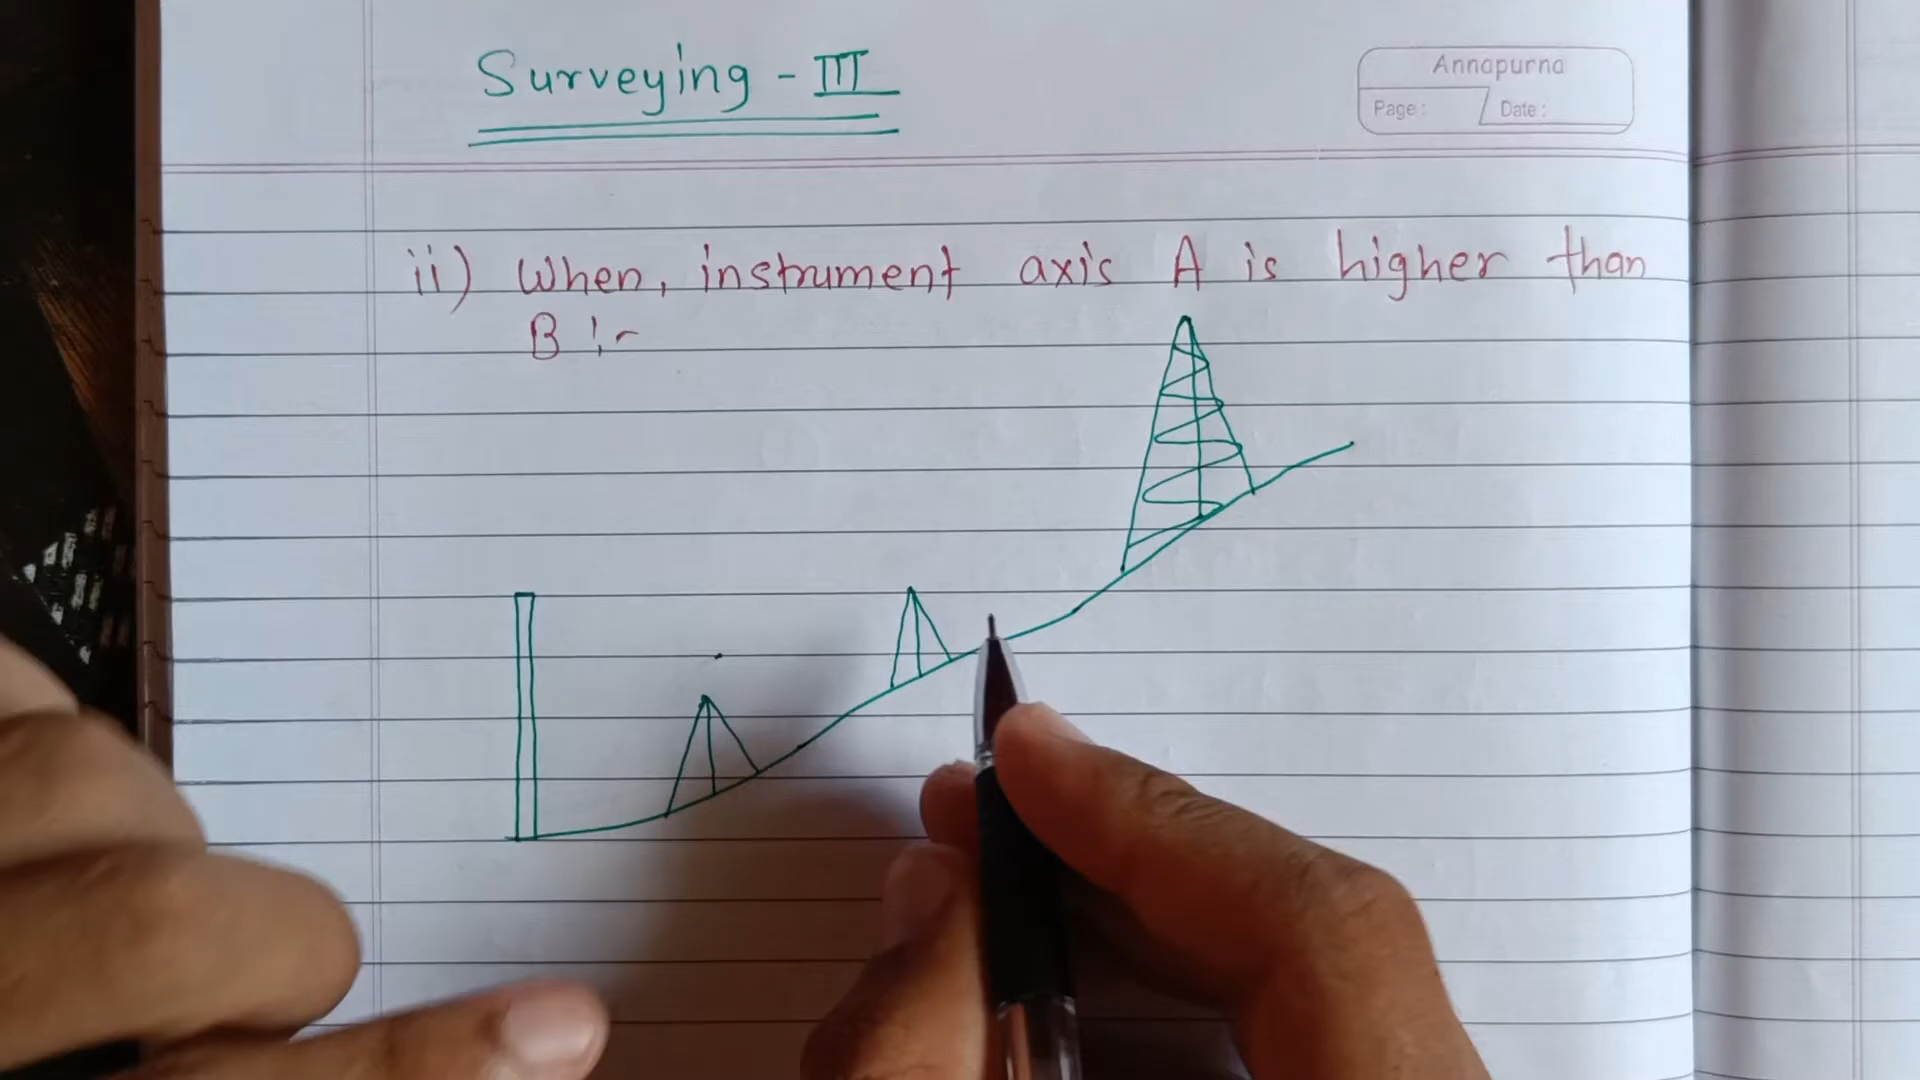 Surveying - III
Annapurna
Page :
Date :
ii) When, instrument axis A is higher than
B :-